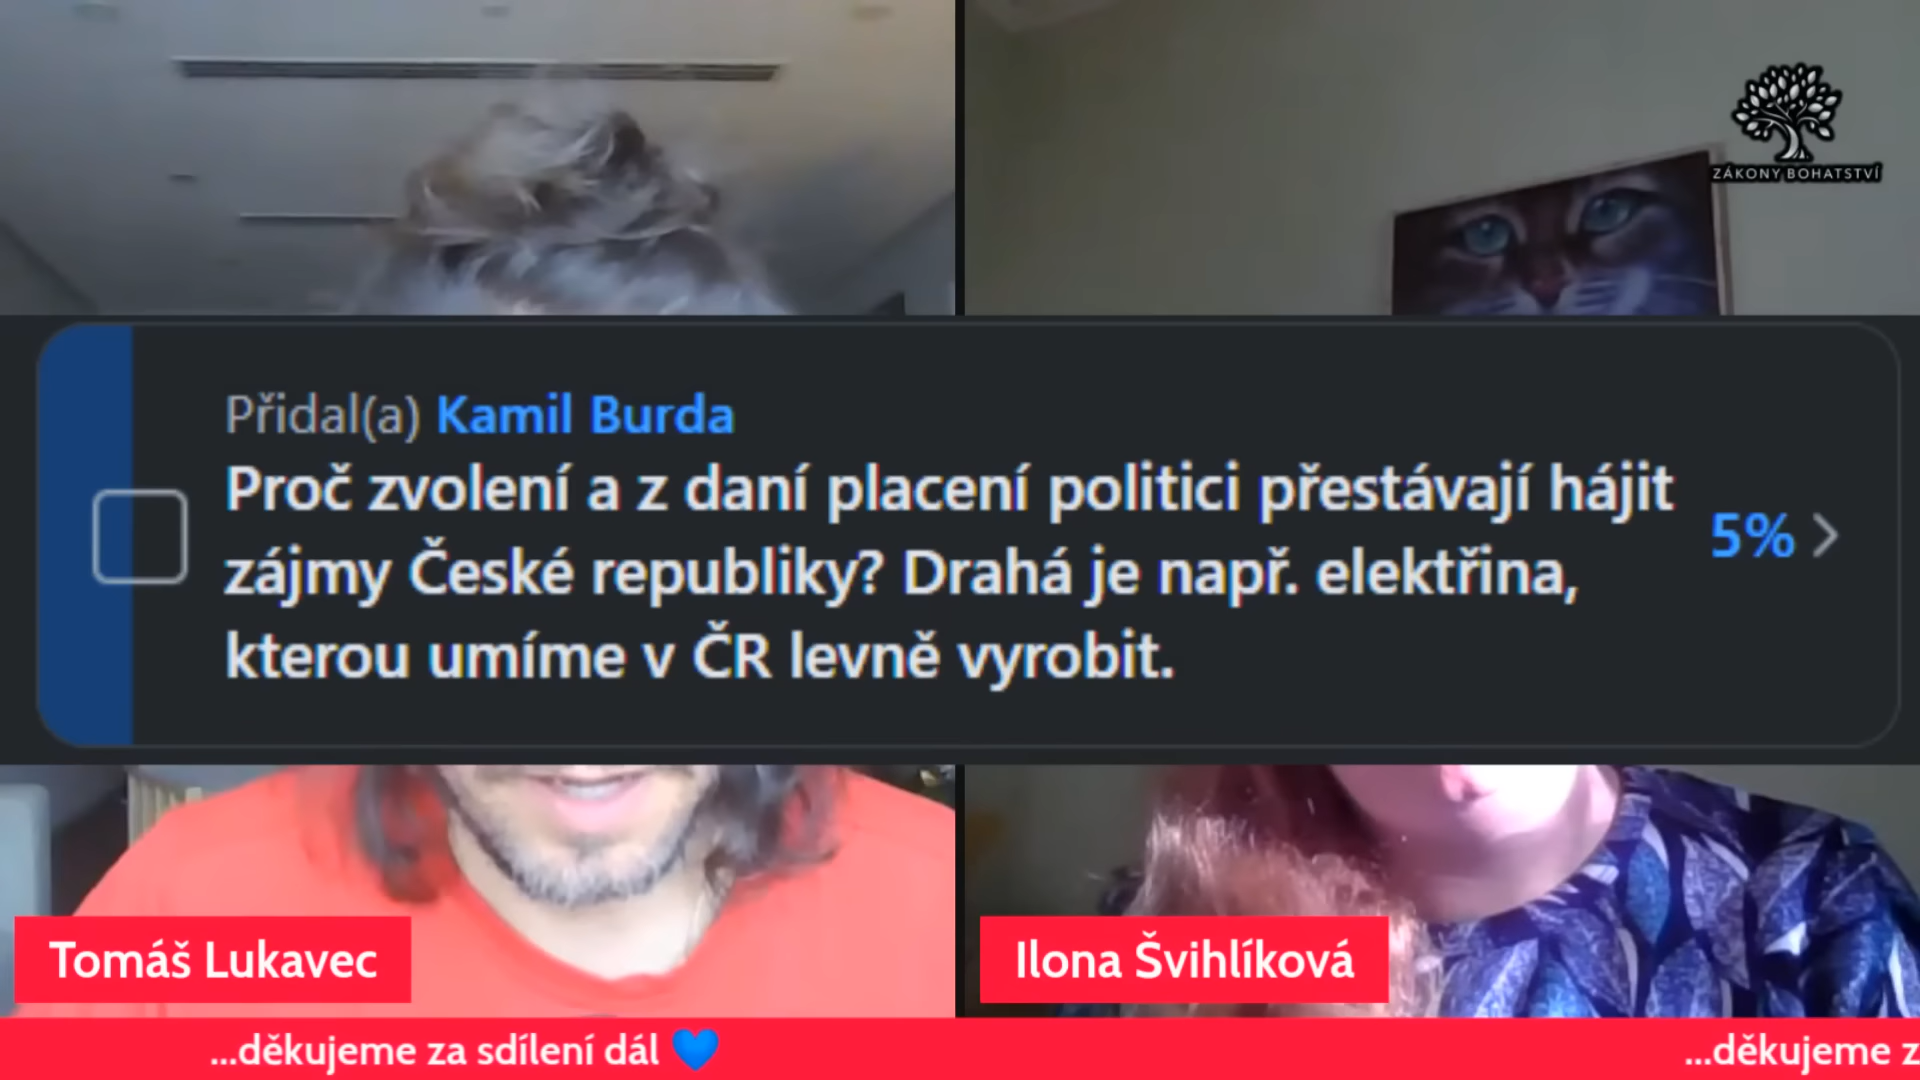 ZÁKONY BOHATSTVÍ
Přidal(a) Kamil Burda
Proč zvolení a z daní placení politici přestávají hájit
zájmy České republiky? Drahá je např. elektřina,
kterou umíme v ČR levně vyrobit.
5%
Tomáš Lukavec
Ilona Švihlíková
...děkujeme za sdílení dál 💙
...děkujeme z